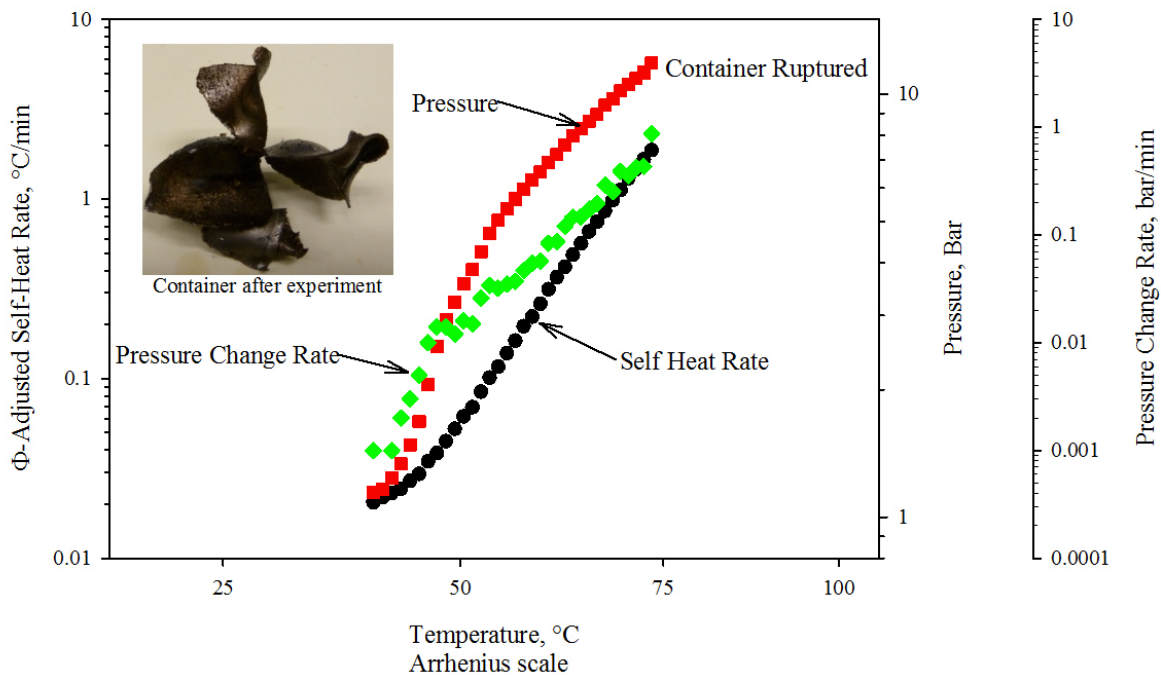 10
1
0.1
0.01
Φ-Adjusted Self-Heat Rate, °C/min
Container after experiment
Pressure
Container Ruptured
Pressure Change Rate
Self Heat Rate
25
50
75
100
Temperature, °C
Arrhenius scale
10
1
Pressure, Bar
10
1
0.1
0.01
0.001
0.0001
Pressure Change Rate, bar/min